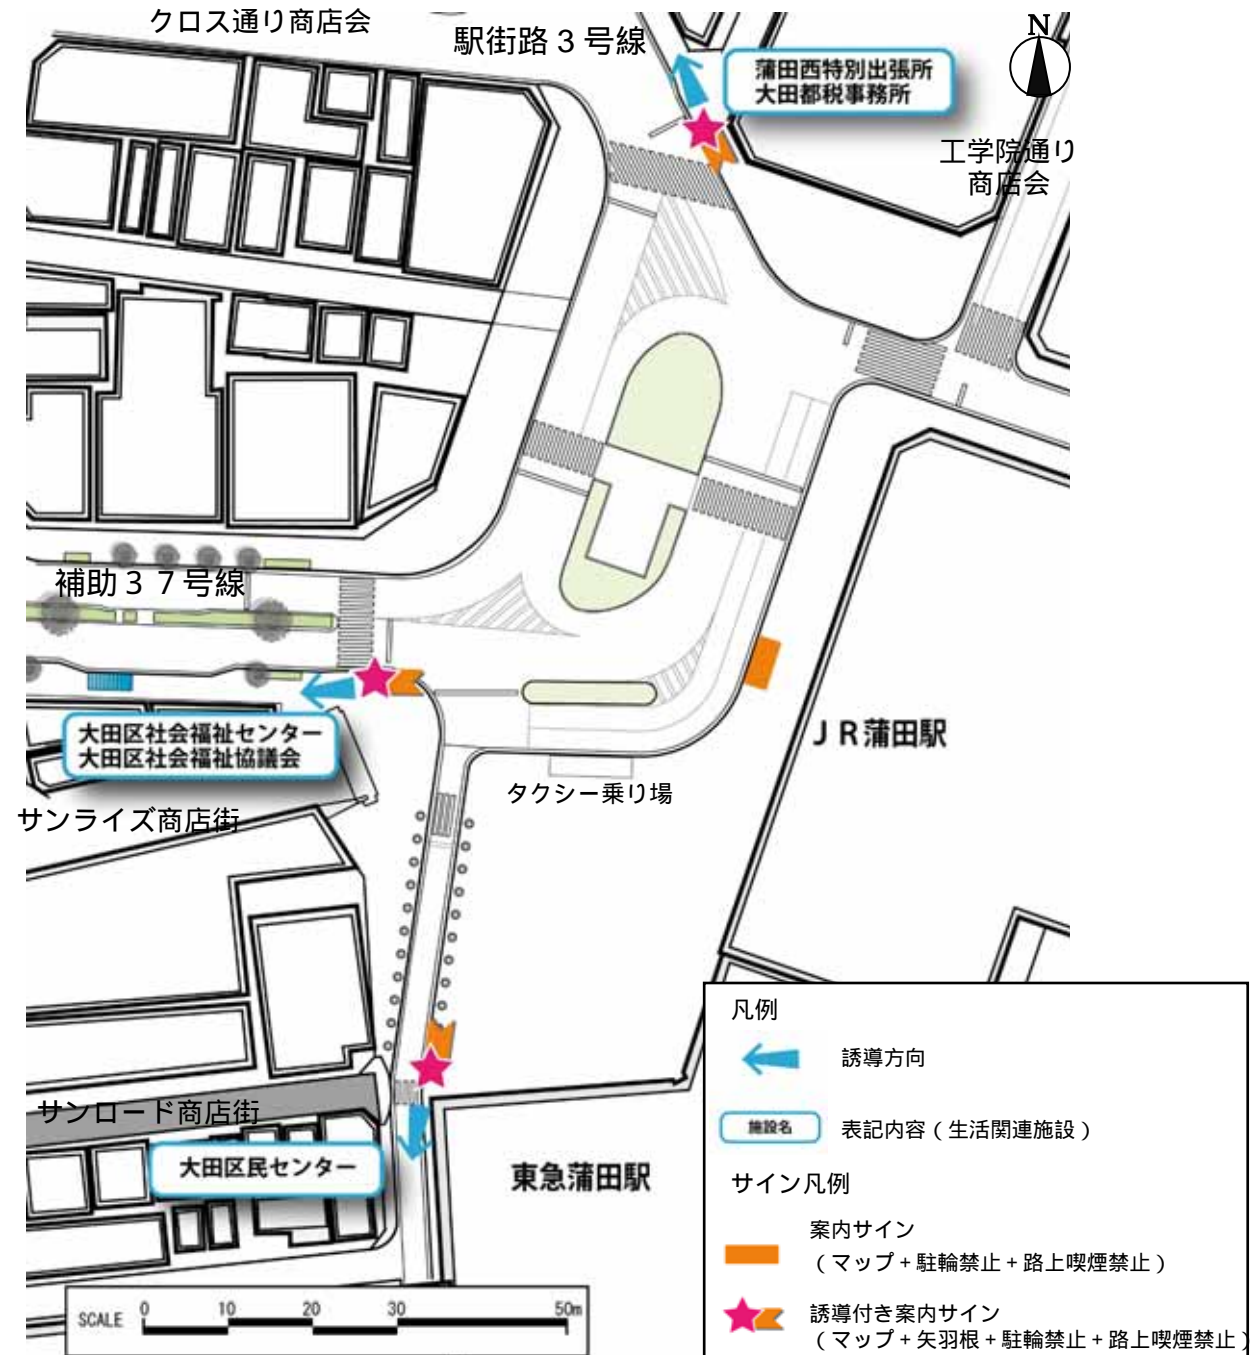 クロス通り商店会
駅街路3号線
N
蒲田西特別出張所
大田都税事務所
工学院通り
商店会
補助37号線
大田区社会福祉センター
大田区社会福祉協議会
JR蒲田駅
タクシー乗り場
サンライズ商店街
サンロード商店街
大田区民センター
東急蒲田駅
凡例
誘導方向
施設名
表記内容(生活関連施設)
サイン凡例
案内サイン
(マップ+駐輪禁止+路上喫煙禁止)
誘導付き案内サイン
(マップ+矢羽根+駐輪禁止+路上喫煙禁止)
SCALE 0 10 20 30 50m